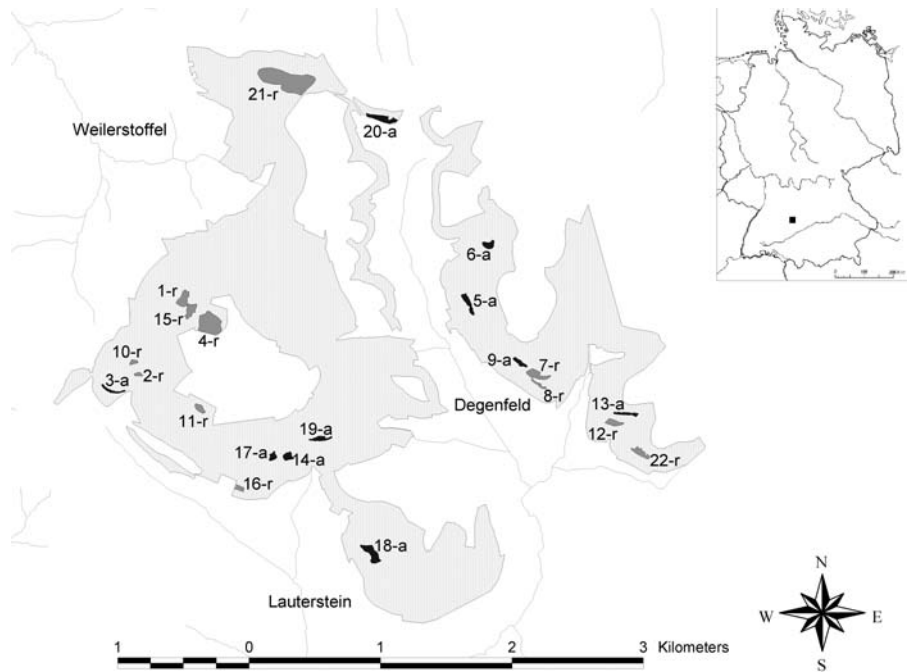 21-r
20-a
Weilerstoffel
6-a
5-a
1-r
15-r
4-r
10-r
2-r
3-a
11-r
9-a
7-r
8-r
Degenfeld
13-a
12-r
22-r
19-a
17-a
14-a
16-r
18-a
Lauterstein
N
W E
S
1 0 1 2 3 Kilometers